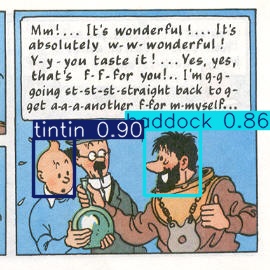 Mm!... It's wonderful!... It's
absolutely w-w-wonderful!
Y-y-you taste it!... Yes, yes,
that's f-f-for you!.. I'm g-g-
going st-st-st-straight back to g-
get a-a-a-another f-for m-myself...
tintin 0.90
haddock 0.86